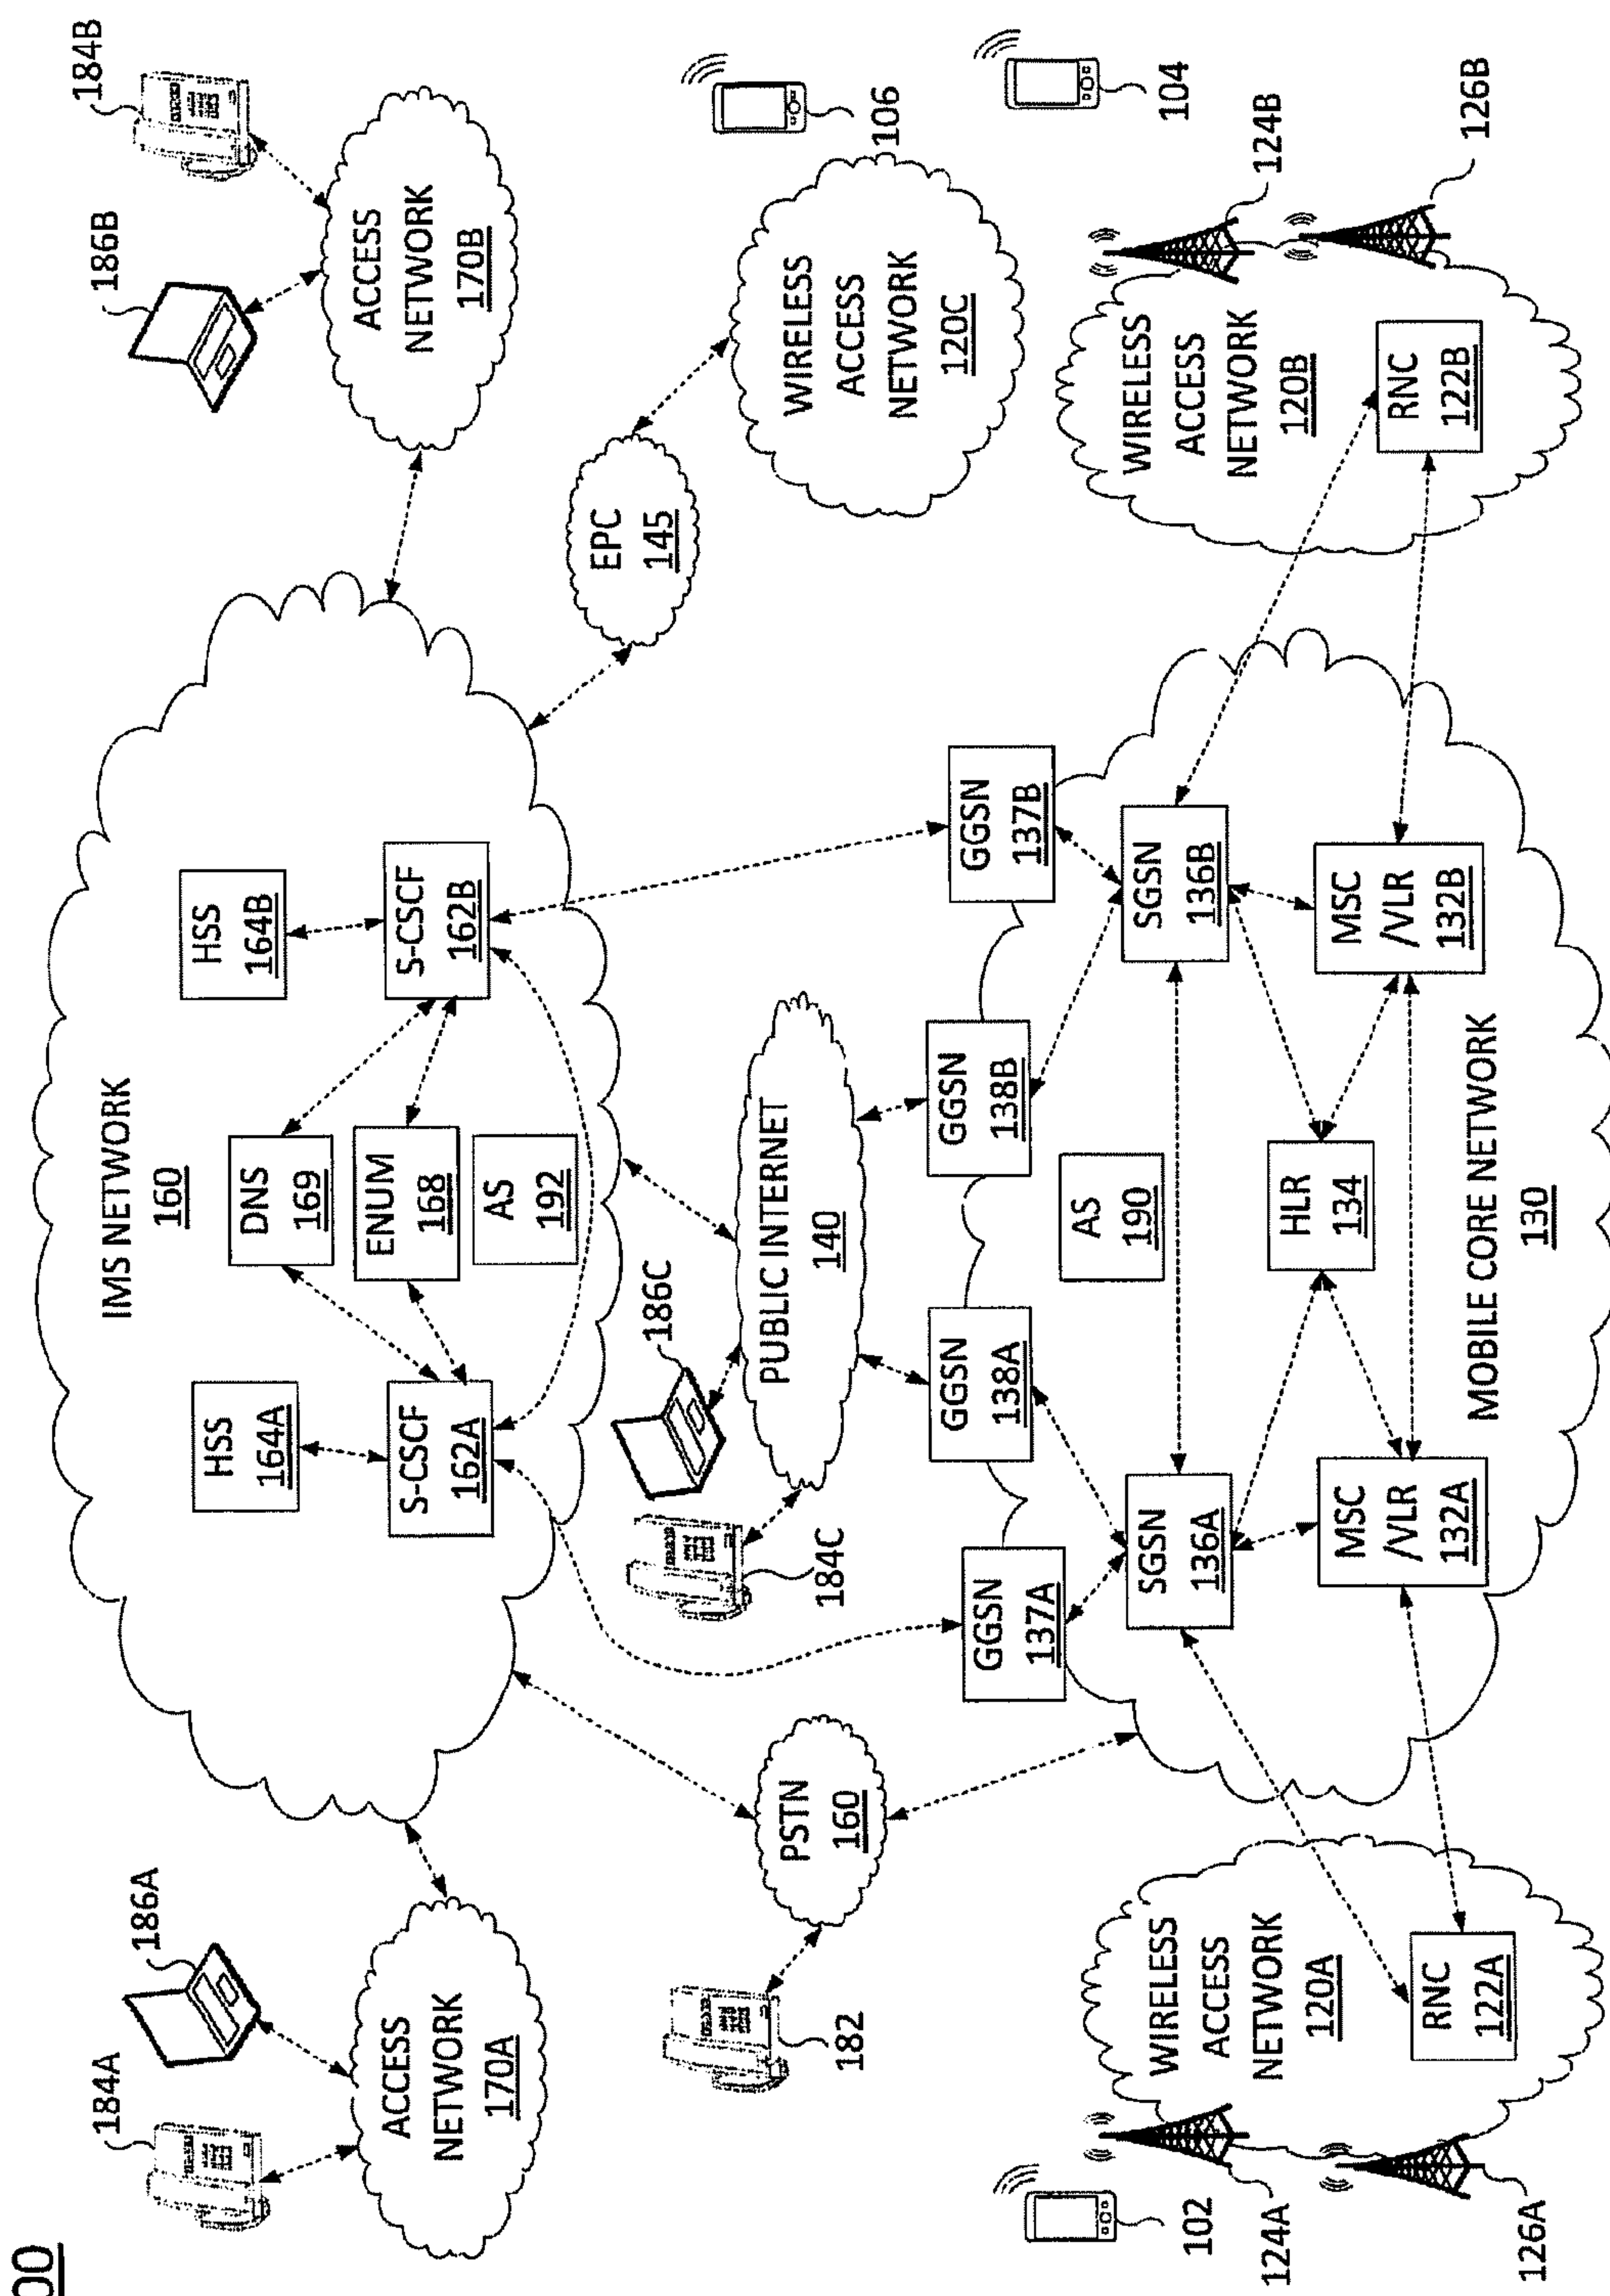 00
184A
186A
ACCESS
NETWORK
170A
IMS NETWORK
160
HSS
164A
S-CSCF
162A
DNS
169
ENUM
168
AS
192
HSS
164B
S-CSCF
162B
186B
184B
ACCESS
NETWORK
170B
182
PSTN
160
184C
186C
PUBLIC INTERNET
140
EPC
145
WIRELESS
ACCESS
NETWORK
120C
106
104
GGSN
137A
GGSN
138A
GGSN
138B
GGSN
137B
SGSN
136A
AS
190
SGSN
136B
HLR
134
MSC
/VLR
132A
MSC
/VLR
132B
MOBILE CORE NETWORK
130
102
124A
126A
WIRELESS
ACCESS
NETWORK
120A
RNC
122A
WIRELESS
ACCESS
NETWORK
120B
RNC
122B
124B
126B